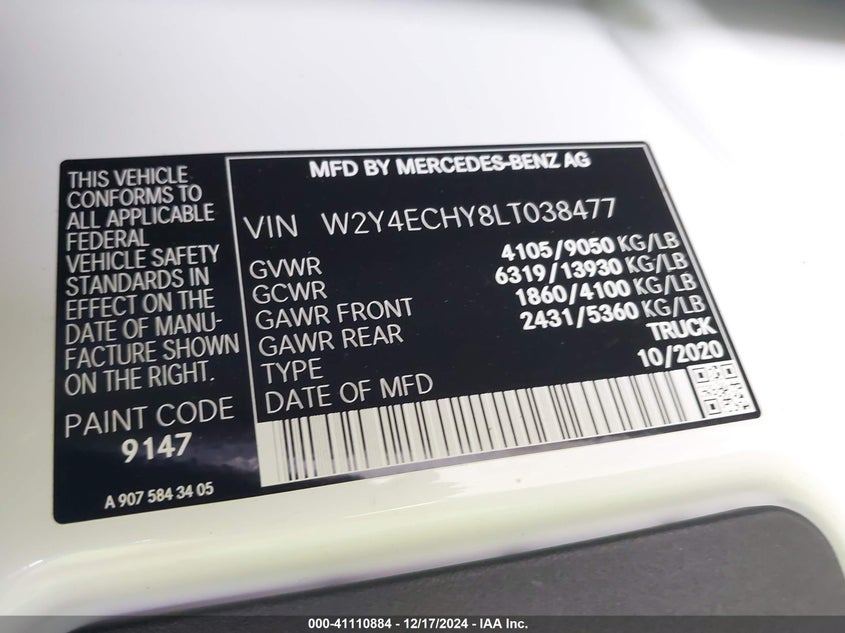 THIS VEHICLE
CONFORMS TO
ALL APPLICABLE
FEDERAL
VEHICLE SAFETY
STANDARDS IN
EFFECT ON THE
DATE OF MANU-
FACTURE SHOWN
ON THE RIGHT.
PAINT CODE
9147
A 907 584 34 05
MFD BY MERCEDES-BENZ AG
VIN W2Y4ECHY8LT038477
GVWR 4105/9050 KG/LB
GCWR 6319/13930 KG/LB
GAWR FRONT 1860/4100 KG/LB
GAWR REAR 2431/5360 KG/LB
TYPE TRUCK
DATE OF MFD 10/2020
000-41110884 - 12/17/2024 - IAA Inc.